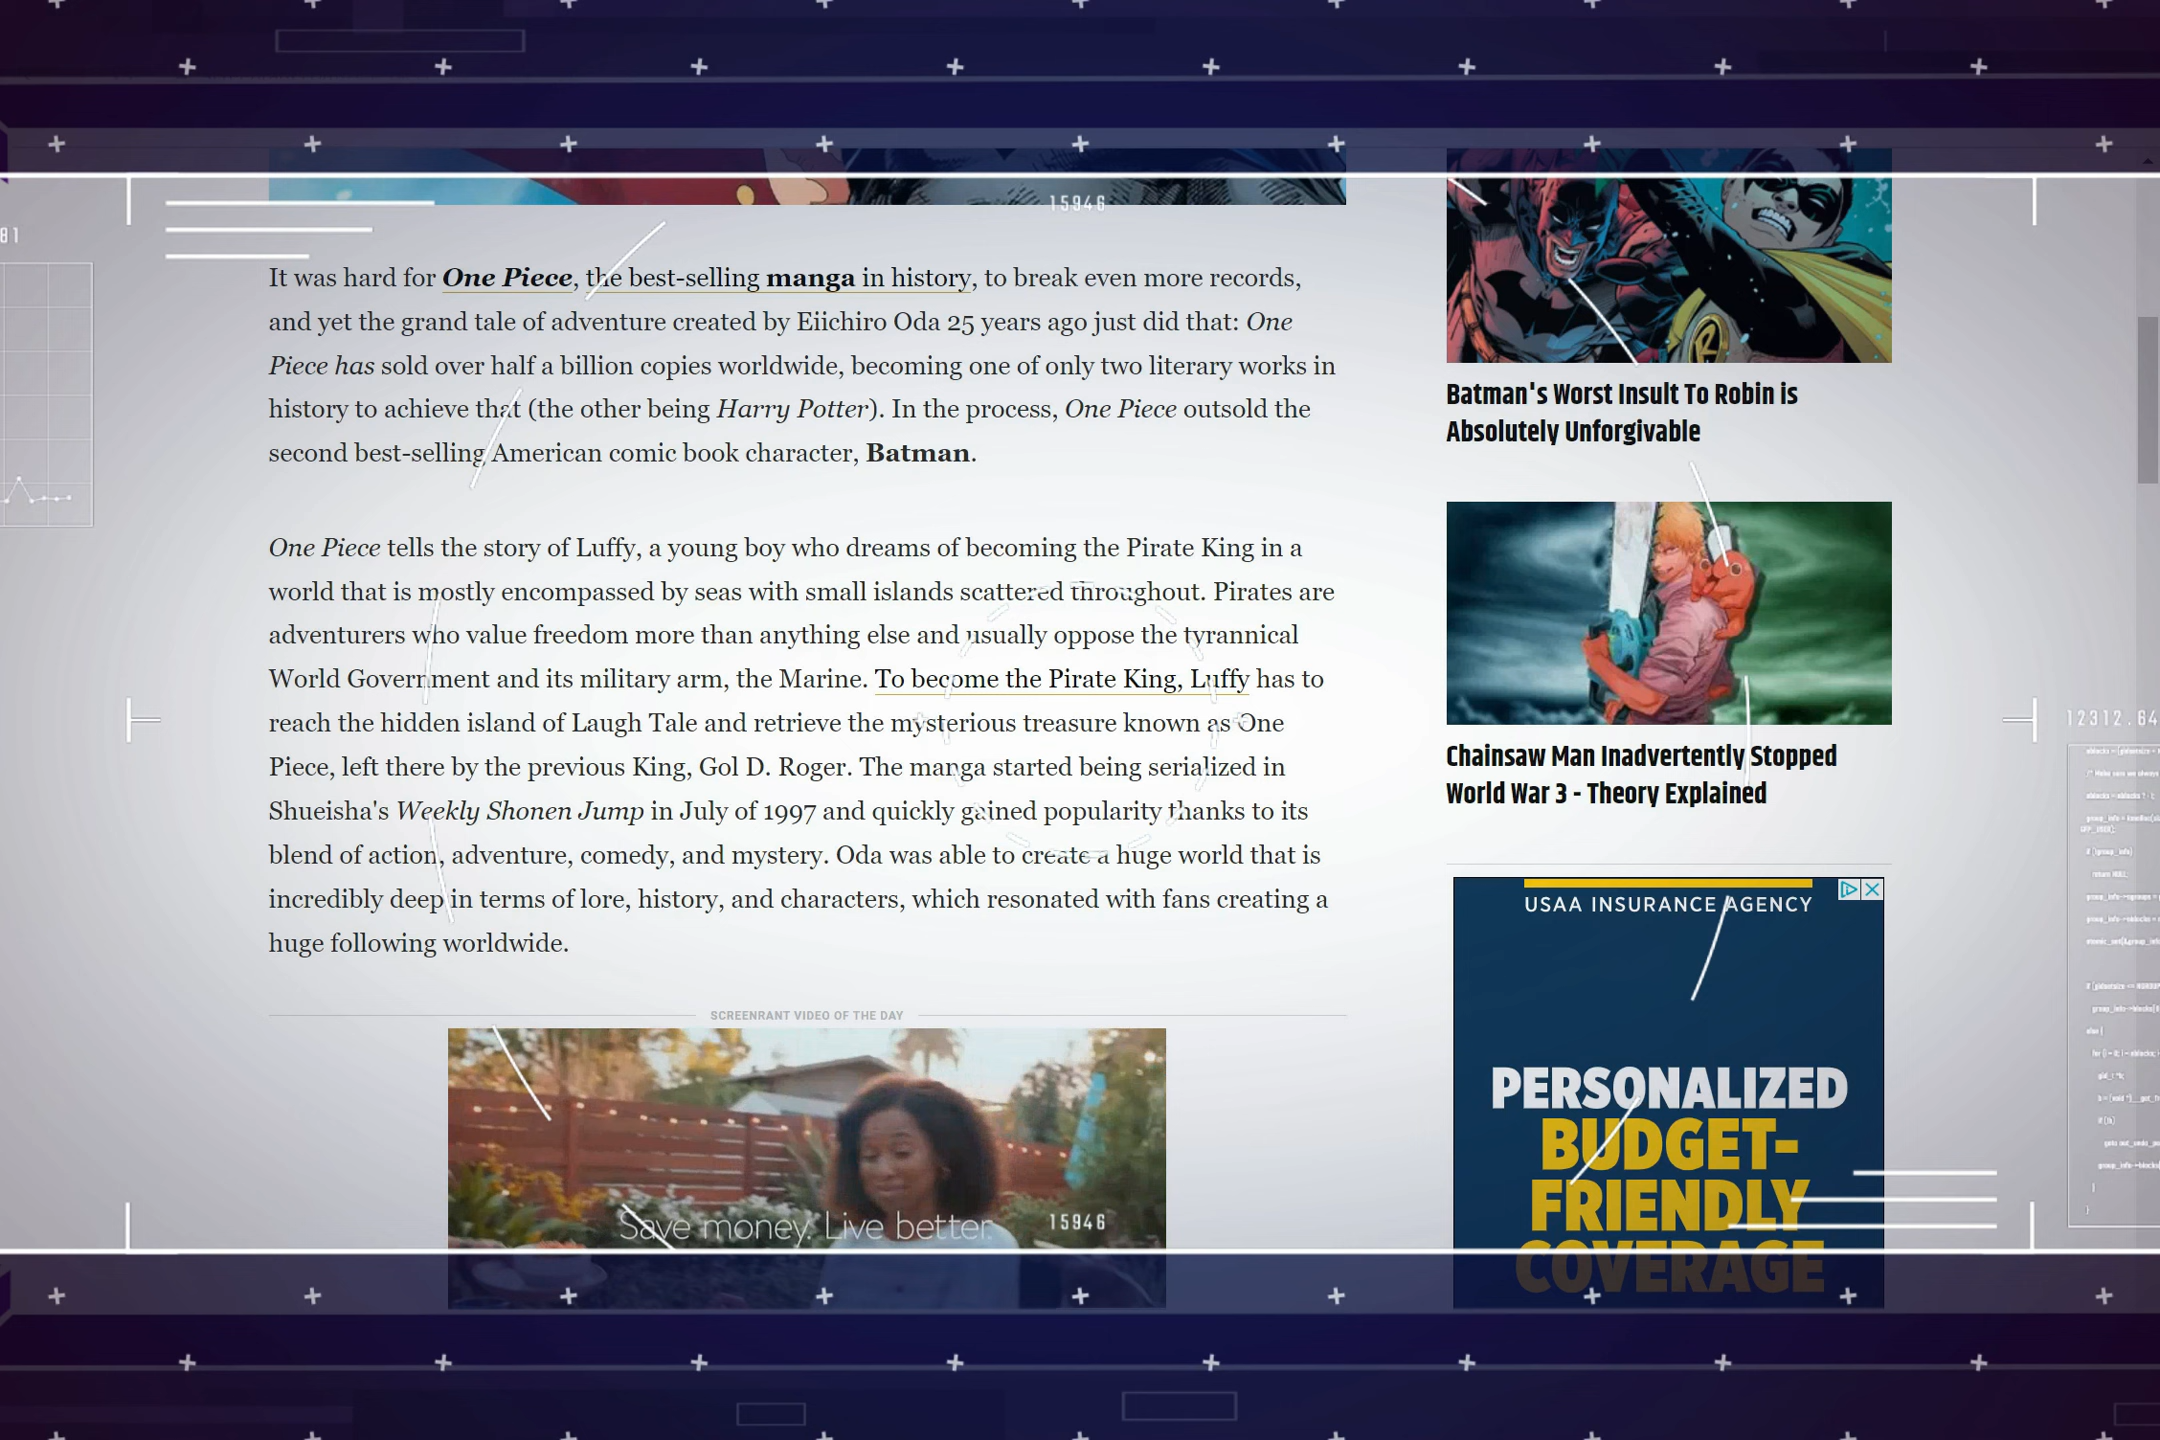 15946
81
It was hard for One Piece, the best-selling manga in history, to break even more records,
and yet the grand tale of adventure created by Eiichiro Oda 25 years ago just did that: One
Piece has sold over half a billion copies worldwide, becoming one of only two literary works in
history to achieve that (the other being Harry Potter). In the process, One Piece outsold the
second best-selling American comic book character, Batman.
One Piece tells the story of Luffy, a young boy who dreams of becoming the Pirate King in a
world that is mostly encompassed by seas with small islands scattered throughout. Pirates are
adventurers who value freedom more than anything else and usually oppose the tyrannical
World Government and its military arm, the Marine. To become the Pirate King, Luffy has to
reach the hidden island of Laugh Tale and retrieve the mysterious treasure known as One
Piece, left there by the previous King, Gol D. Roger. The manga started being serialized in
Shueisha's Weekly Shonen Jump in July of 1997 and quickly gained popularity thanks to its
blend of action, adventure, comedy, and mystery. Oda was able to create a huge world that is
incredibly deep in terms of lore, history, and characters, which resonated with fans creating a
huge following worldwide.
SCREENRANT VIDEO OF THE DAY
Save money. Live better.
15946
Batman's Worst Insult To Robin is
Absolutely Unforgivable
Chainsaw Man Inadvertently Stopped
World War 3 - Theory Explained
USAA INSURANCE AGENCY
PERSONALIZED
BUDGET-
FRIENDLY
COVERAGE
12312.64
return NULL;
else {